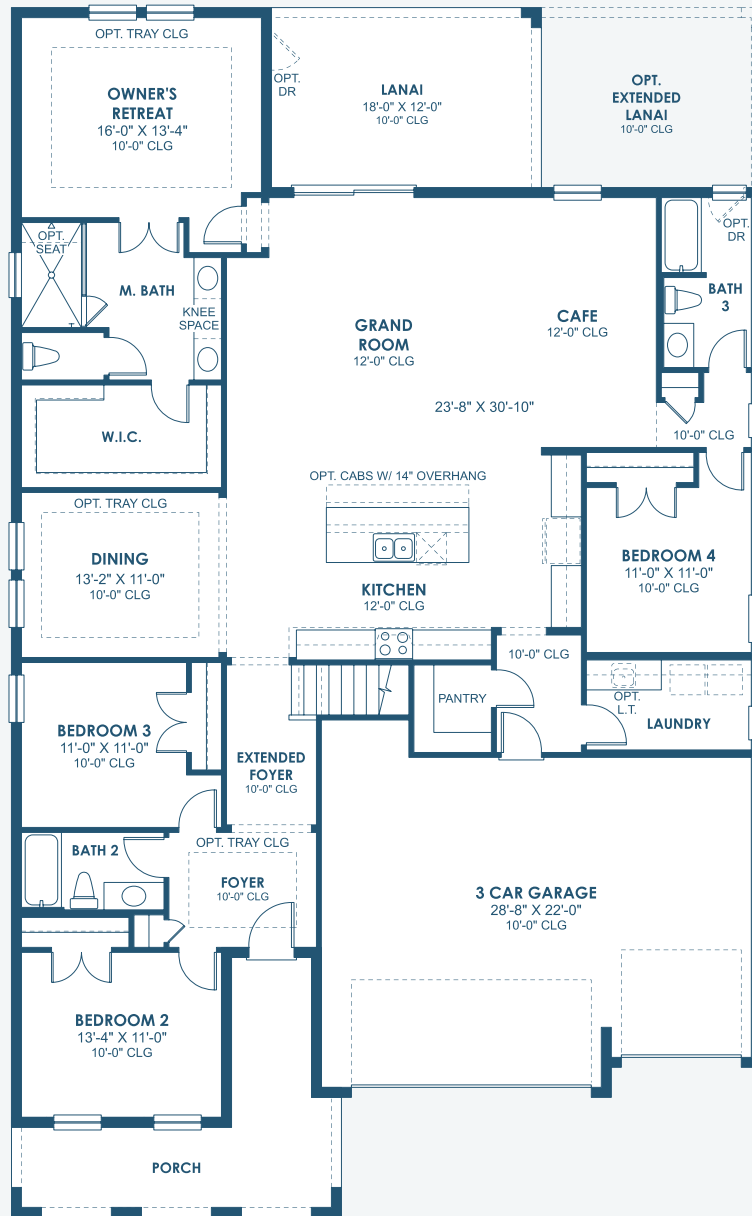 OPT. TRAY CLG
OWNER'S
RETREAT
16'-0" X 13'-4"
10'-0" CLG
OPT.
DR
LANAI
18'-0" X 12'-0"
10'-0" CLG
OPT.
EXTENDED
LANAI
10'-0" CLG
OPT.
SEAT
M. BATH
KNEE
SPACE
GRAND
ROOM
12'-0" CLG
CAFE
12'-0" CLG
OPT.
DR
BATH
3
23'-8" X 30'-10"
10'-0" CLG
W.I.C.
OPT. CABS W/ 14" OVERHANG
OPT. TRAY CLG
DINING
13'-2" X 11'-0"
10'-0" CLG
KITCHEN
12'-0" CLG
BEDROOM 4
11'-0" X 11'-0"
10'-0" CLG
10'-0" CLG
PANTRY
OPT.
L.T.
LAUNDRY
BEDROOM 3
11'-0" X 11'-0"
10'-0" CLG
EXTENDED
FOYER
10'-0" CLG
BATH 2
OPT. TRAY CLG
FOYER
10'-0" CLG
3 CAR GARAGE
28'-8" X 22'-0"
10'-0" CLG
BEDROOM 2
13'-4" X 11'-0"
10'-0" CLG
PORCH